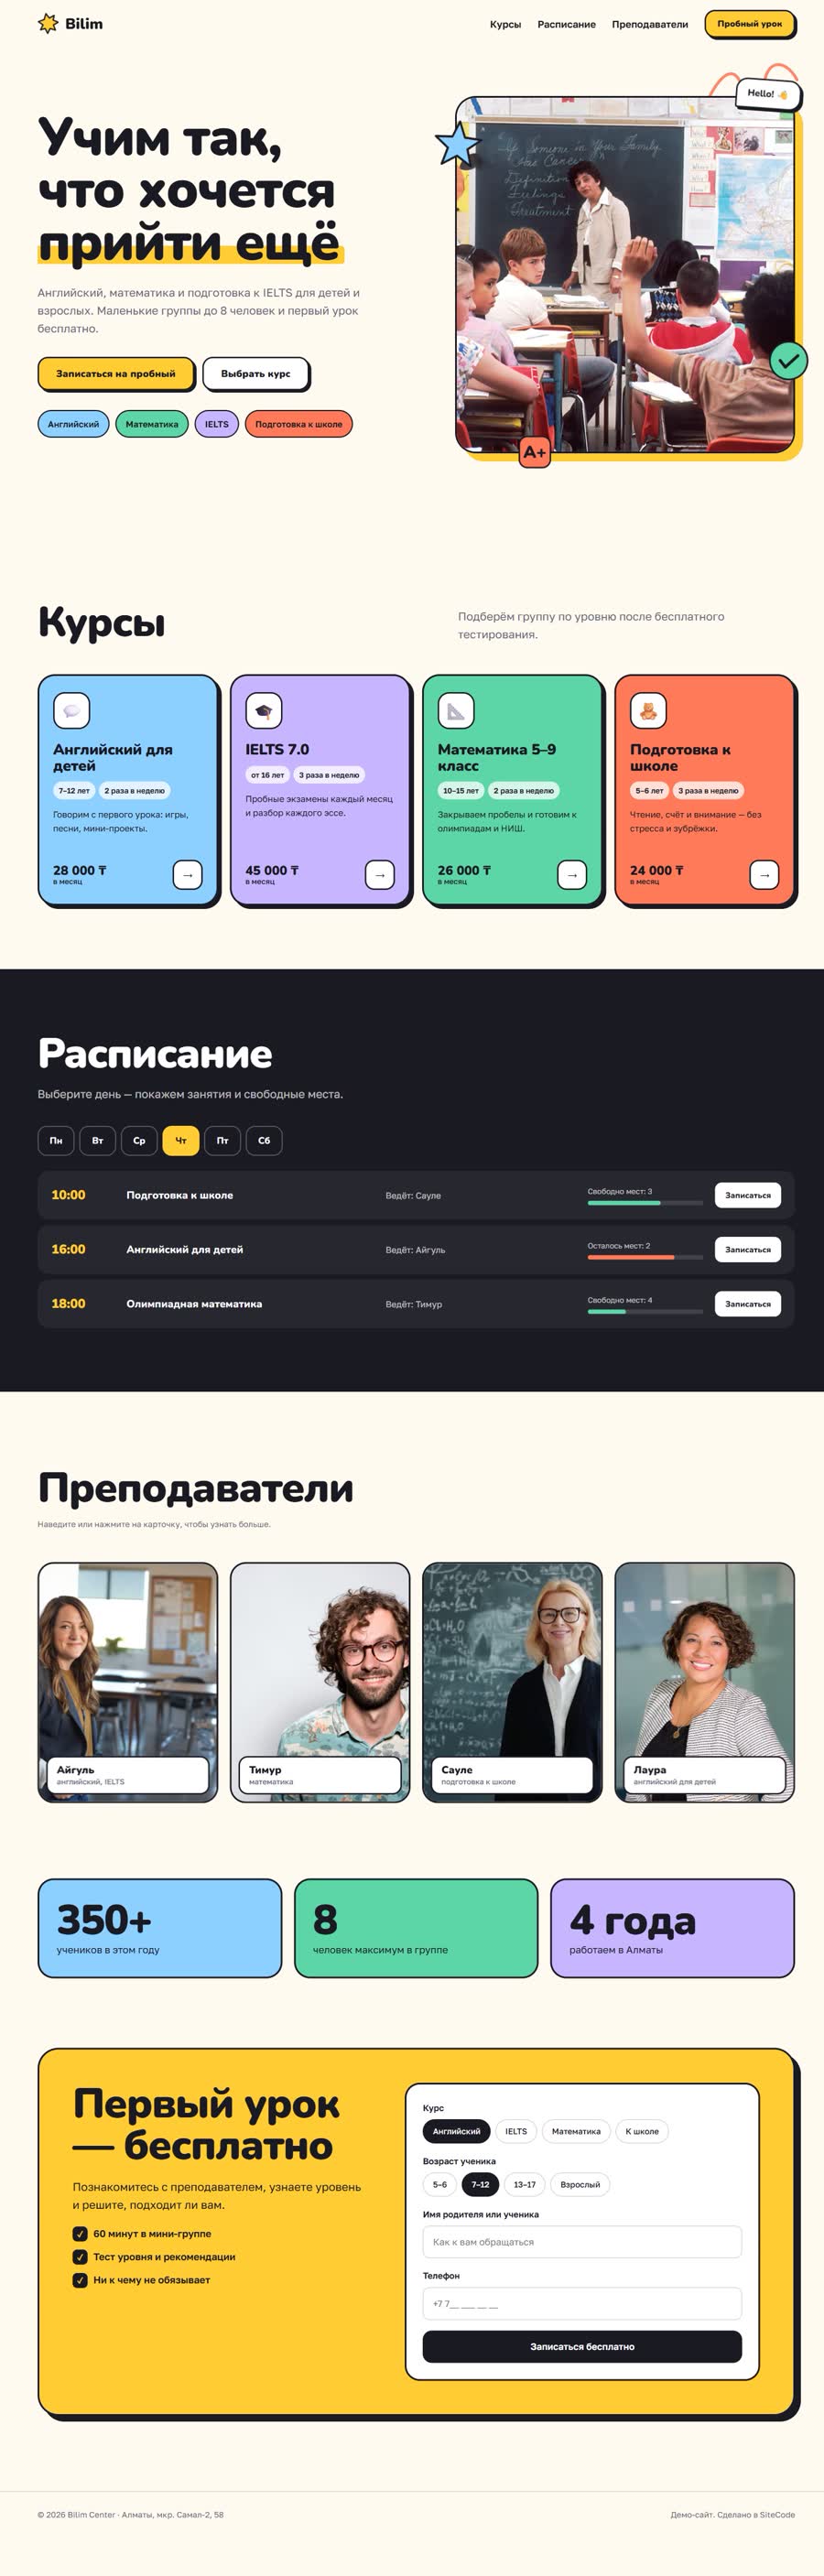 Bilim
Курсы
Расписание
Преподаватели
Пробный урок
Hello!
Учим так,
что хочется
прийти ещё
Английский, математика и подготовка к IELTS для детей и
взрослых. Маленькие группы до 8 человек и первый урок
бесплатно.
Записаться на пробный
Выбрать курс
Английский
Математика
IELTS
Подготовка к школе
If Someone in Your Family
Was
Definition
Feelings
Treatment
A+
Курсы
Подберём группу по уровню после бесплатного
тестирования.
Английский для
детей
7–12 лет
2 раза в неделю
Говорим с первого урока: игры,
песни, мини-проекты.
28 000 ₸
в месяц
→
IELTS 7.0
от 16 лет
3 раза в неделю
Пробные экзамены каждый месяц
и разбор каждого эссе.
45 000 ₸
в месяц
→
Математика 5–9
класс
10–15 лет
2 раза в неделю
Закрываем пробелы и готовим к
олимпиадам и НИШ.
26 000 ₸
в месяц
→
Подготовка к
школе
5–6 лет
3 раза в неделю
Чтение, счёт и внимание — без
стресса и зубрёжки.
24 000 ₸
в месяц
→
Расписание
Выберите день — покажем занятия и свободные места.
Пн
Вт
Ср
Чт
Пт
Сб
10:00
Подготовка к школе
Ведёт: Сауле
Свободно мест: 3
Записаться
16:00
Английский для детей
Ведёт: Айгуль
Осталось мест: 2
Записаться
18:00
Олимпиадная математика
Ведёт: Тимур
Свободно мест: 4
Записаться
Преподаватели
Наведите или нажмите на карточку, чтобы узнать больше.
Айгуль
английский, IELTS
Тимур
математика
Сауле
подготовка к школе
Лаура
английский для детей
350+
учеников в этом году
8
человек максимум в группе
4 года
работаем в Алматы
Первый урок
— бесплатно
Познакомитесь с преподавателем, узнаете уровень
и решите, подходит ли вам.
60 минут в мини-группе
Тест уровня и рекомендации
Ни к чему не обязывает
Курс
Английский
IELTS
Математика
К школе
Возраст ученика
5–6
7–12
13–17
Взрослый
Имя родителя или ученика
Как к вам обращаться
Телефон
+7 7__ ___ __ __
Записаться бесплатно
© 2026 Bilim Center · Алматы, мкр. Самал-2, 58
Демо-сайт. Сделано в SiteCode